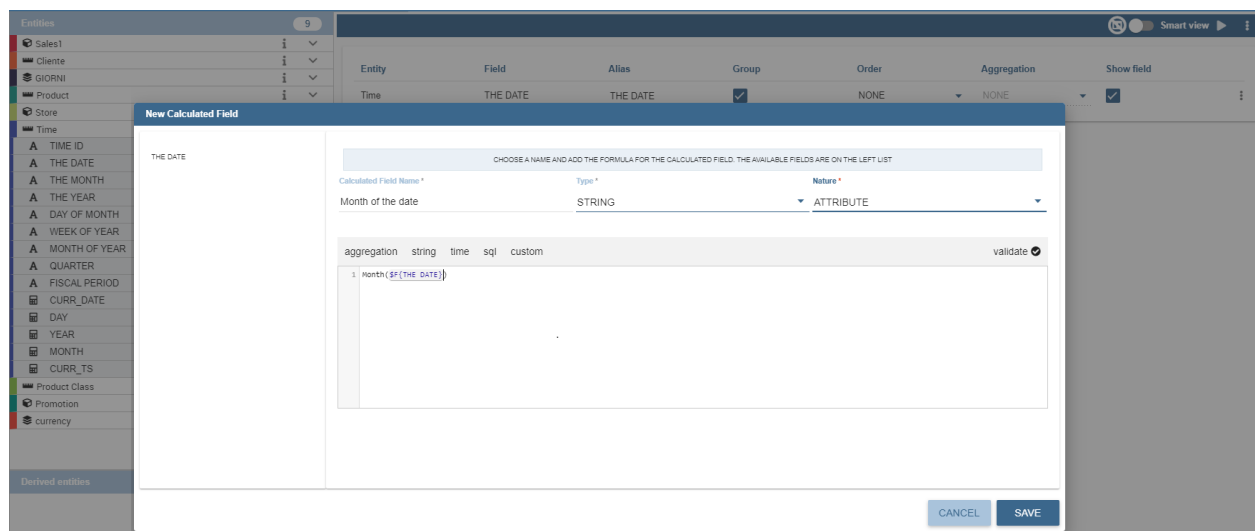 Entities 9
Smart view
Sales1
Cliente
GIORNI
Product
Store
Time
A TIME ID
A THE DATE
A THE MONTH
A THE YEAR
A DAY OF MONTH
A WEEK OF YEAR
A MONTH OF YEAR
A QUARTER
A FISCAL PERIOD
CURR_DATE
DAY
YEAR
MONTH
CURR_TS
Product Class
Promotion
currency
Derived entities
Entity Field Alias Group Order Aggregation Show field
Time THE DATE THE DATE NONE NONE
New Calculated Field
THE DATE
CHOOSE A NAME AND ADD THE FORMULA FOR THE CALCULATED FIELD. THE AVAILABLE FIELDS ARE ON THE LEFT LIST
Calculated Field Name * Type * Nature *
Month of the date STRING ATTRIBUTE
aggregation string time sql custom validate
1 Month($F{THE DATE})
CANCEL SAVE